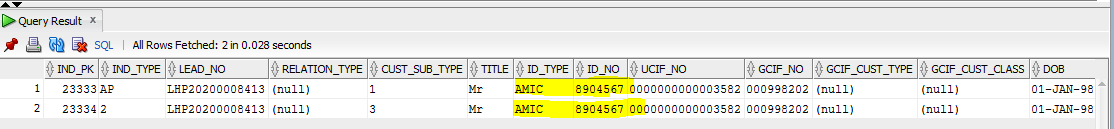 Query Result x
SQL | All Rows Fetched: 2 in 0.028 seconds
IND_PK IND_TYPE LEAD_NO RELATION_TYPE CUST_SUB_TYPE TITLE ID_TYPE ID_NO UCIF_NO GCIF_NO GCIF_CUST_TYPE GCIF_CUST_CLASS DOB
1 23333 AP LHP20200008413 (null) 1 Mr AMIC 8904567 0000000000003582 000998202 (null) (null) 01-JAN-98
2 23334 2 LHP20200008413 (null) 3 Mr AMIC 8904567 0000000000003582 000998202 (null) (null) 01-JAN-98